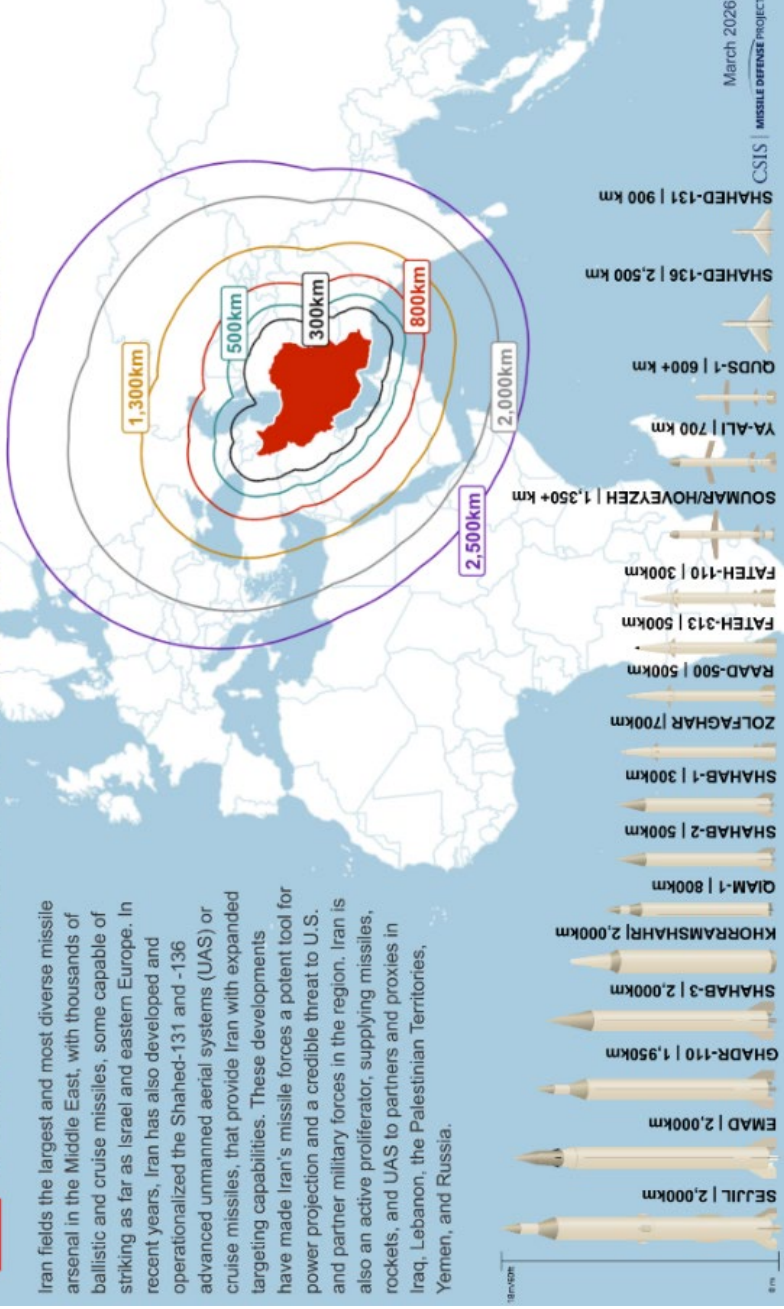 Iran fields the largest and most diverse missile
arsenal in the Middle East, with thousands of
ballistic and cruise missiles, some capable of
striking as far as Israel and eastern Europe. In
recent years, Iran has also developed and
operationalized the Shahed-131 and -136
advanced unmanned aerial systems (UAS) or
cruise missiles, that provide Iran with expanded
targeting capabilities. These developments
have made Iran's missile forces a potent tool for
power projection and a credible threat to U.S.
and partner military forces in the region. Iran is
also an active proliferator, supplying missiles,
rockets, and UAS to partners and proxies in
Iraq, Lebanon, the Palestinian Territories,
Yemen, and Russia.
1,300km
500km
300km
800km
2,000km
2,500km
18m/60ft
0 m
SEJJIL | 2,000km
EMAD | 2,000km
GHADR-110 | 1,950km
SHAHAB-3 | 2,000km
KHORRAMSHAHR| 2,000km
QIAM-1 | 800km
SHAHAB-2 | 500km
SHAHAB-1 | 300km
ZOLFAGHAR |700km
RAAD-500 | 500km
FATEH-313 | 500km
FATEH-110 | 300km
SOUMAR/HOVEYZEH | 1,350+ km
YA-ALI | 700 km
QUDS-1 | 600+ km
SHAHED-136 | 2,500 km
SHAHED-131 | 900 km
March 2026
CSIS | MISSILE DEFENSE PROJECT